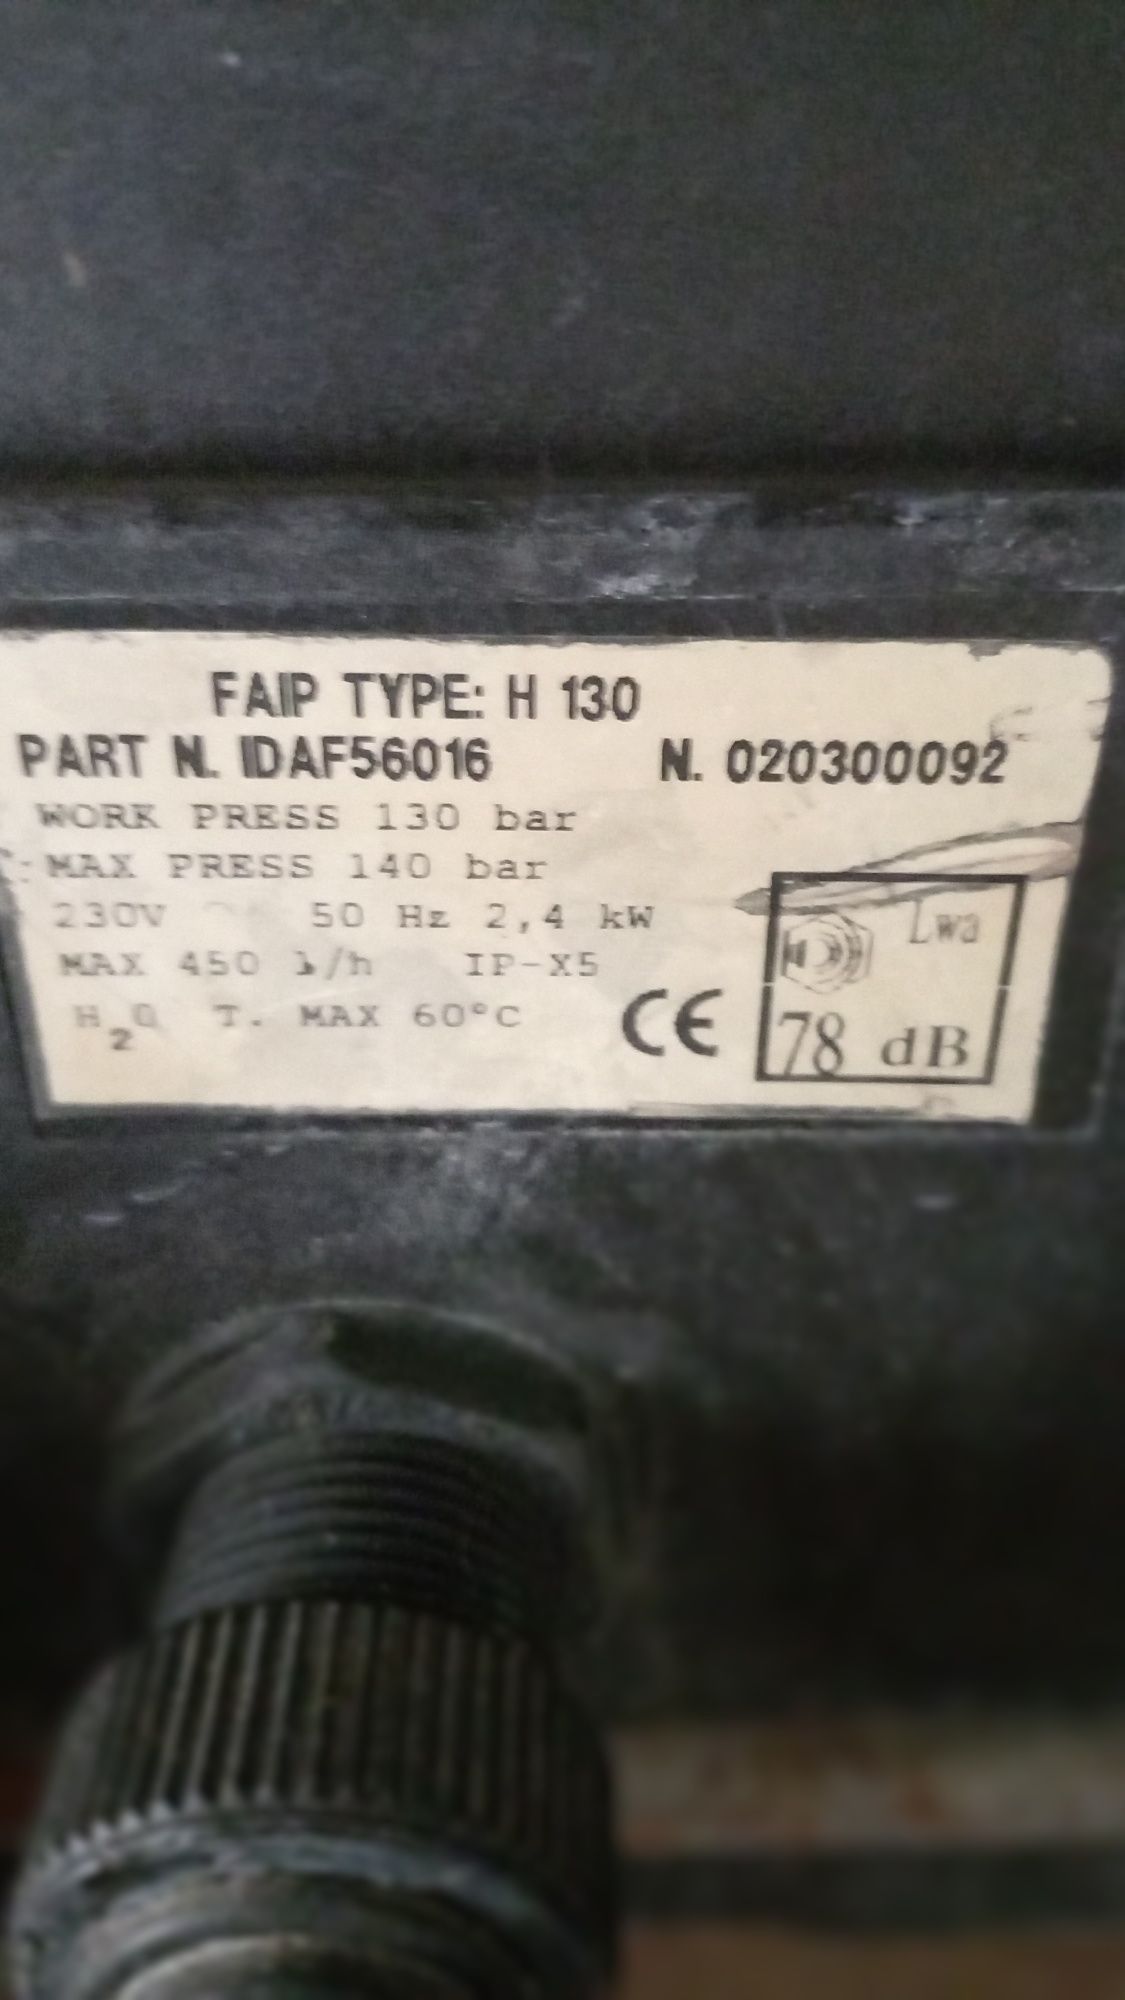 FAIP TYPE: H 130
PART N. IDAF56016 N. 020300092
WORK PRESS 130 bar
MAX PRESS 140 bar
230V 50 Hz 2,4 kW
MAX 450 l/h IP-X5
H2O T. MAX 60°C
CE
Lwa
78 dB